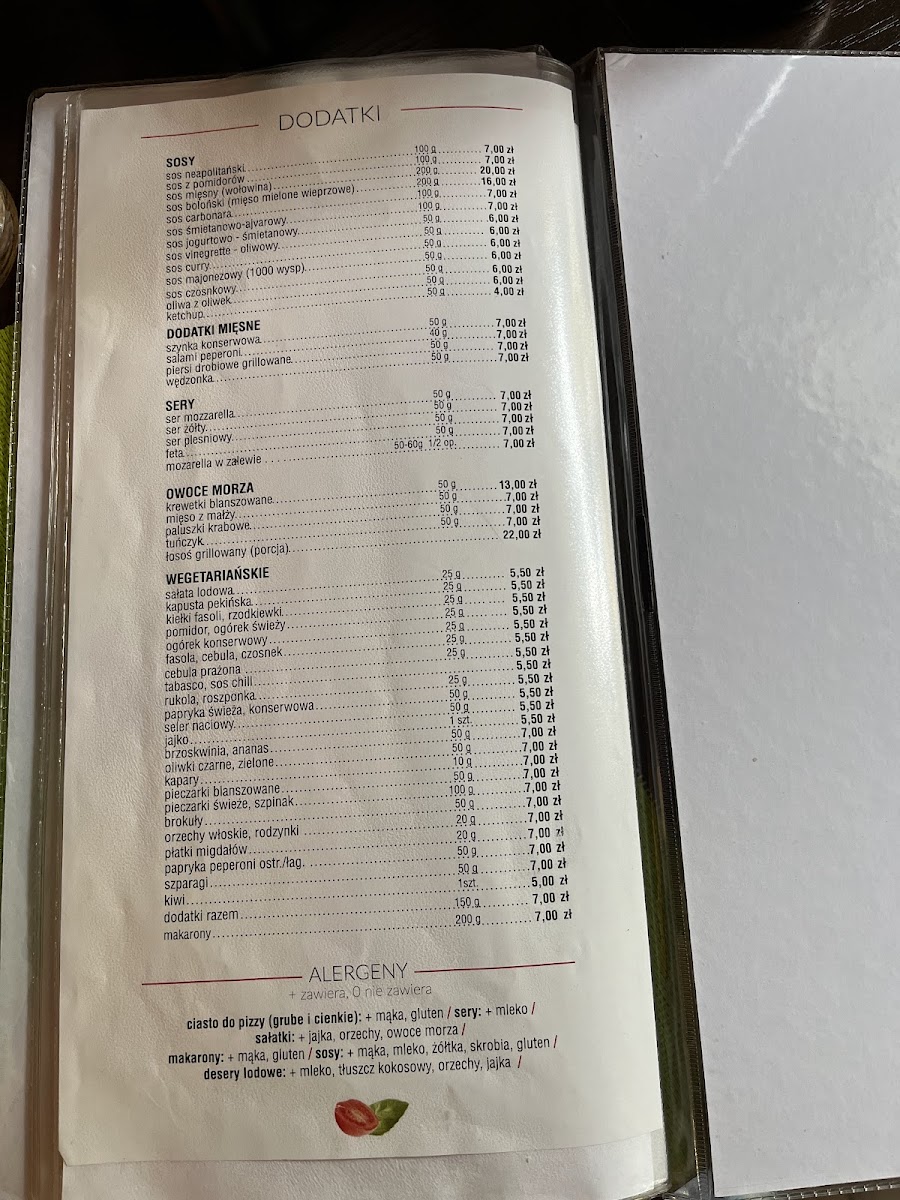 DODATKI
SOSY
sos neapolitański 100 g 7,00 zł
sos z pomidorów 100 g 7,00 zł
sos mięsny (wołowina) 200 g 20,00 zł
sos boloński (mięso mielone wieprzowe) 200 g 16,00 zł
sos carbonara 100 g 7,00 zł
sos śmietanowo-ajvarowy 100 g 7,00 zł
sos jogurtowo - śmietanowy 50 g 6,00 zł
sos vinegrette - oliwowy 50 g 6,00 zł
sos curry 50 g 6,00 zł
sos majonezowy (1000 wysp) 50 g 6,00 zł
sos czosnkowy 50 g 6,00 zł
oliwa z oliwek 50 g 6,00 zł
ketchup 50 g 4,00 zł
DODATKI MIĘSNE
szynka konserwowa 50 g 7,00 zł
salami peperoni 40 g 7,00 zł
piersi drobiowe grillowane 50 g 7,00 zł
wędzonka 50 g 7,00 zł
SERY
ser mozzarella 50 g 7,00 zł
ser żółty 50 g 7,00 zł
ser pleśniowy 50 g 7,00 zł
feta 50 g 7,00 zł
mozarella w zalewie 50-60g 1/2 op. 7,00 zł
OWOCE MORZA
krewetki blanszowane 50 g 13,00 zł
mięso z małży 50 g 7,00 zł
paluszki krabowe 50 g 7,00 zł
tuńczyk 50 g 7,00 zł
łosoś grillowany (porcja) 22,00 zł
WEGETARIAŃSKIE
sałata lodowa 25 g 5,50 zł
kapusta pekińska 25 g 5,50 zł
kiełki fasoli, rzodkiewki 25 g 5,50 zł
pomidor, ogórek świeży 25 g 5,50 zł
ogórek konserwowy 25 g 5,50 zł
fasola, cebula, czosnek 25 g 5,50 zł
cebula prażona 25 g 5,50 zł
tabasco, sos chili 5,50 zł
rukola, roszponka 25 g 5,50 zł
papryka świeża, konserwowa 50 g 5,50 zł
seler naciowy 50 g 5,50 zł
jajko 1 szt. 5,50 zł
brzoskwinia, ananas 50 g 7,00 zł
oliwki czarne, zielone 50 g 7,00 zł
kapary 10 g 7,00 zł
pieczarki blanszowane 50 g 7,00 zł
pieczarki świeże, szpinak 100 g 7,00 zł
brokuły 50 g 7,00 zł
orzechy włoskie, rodzynki 20 g 7,00 zł
płatki migdałów 20 g 7,00 zł
papryka peperoni ostr./łag. 50 g 7,00 zł
szparagi 50 g 7,00 zł
kiwi 1szt. 5,00 zł
dodatki razem 150 g 7,00 zł
makarony 200 g 7,00 zł
ALERGENY
+ zawiera, 0 nie zawiera
ciasto do pizzy (grube i cienkie): + mąka, gluten / sery: + mleko /
sałatki: + jajka, orzechy, owoce morza /
makarony: + mąka, gluten / sosy: + mąka, mleko, żółtka, skrobia, gluten /
desery lodowe: + mleko, tłuszcz kokosowy, orzechy, jajka /